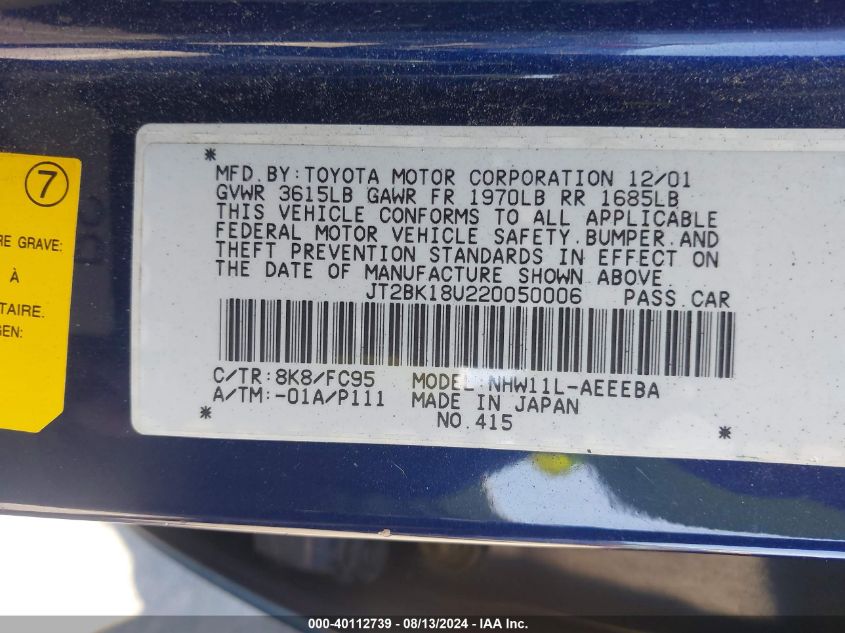 7
RE GRAVE:
À
TAIRE.
GEN:
* MFD.BY:TOYOTA MOTOR CORPORATION 12/01
GVWR 3615LB GAWR FR 1970LB RR 1685LB
THIS VEHICLE CONFORMS TO ALL APPLICABLE
FEDERAL MOTOR VEHICLE SAFETY.BUMPER.AND
THEFT PREVENTION STANDARDS IN EFFECT ON
THE DATE OF MANUFACTURE SHOWN ABOVE.
JT2BK18U220050006 PASS.CAR
C/TR:8K8/FC95 MODEL:NHW11L-AEEEBA
A/TM:-01A/P111 MADE IN JAPAN
* NO.415 *
000-40112739 - 08/13/2024 - IAA Inc.